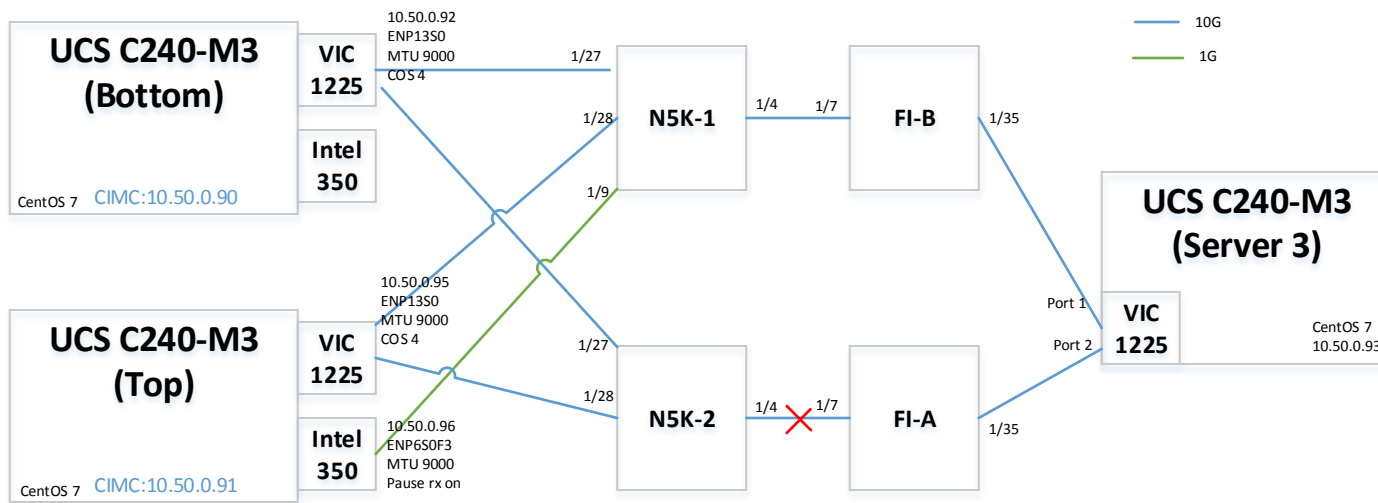 UCS C240-M3
(Bottom)
CentOS 7
CIMC:10.50.0.90
VIC
1225
Intel
350
10.50.0.92
ENP13S0
MTU 9000
COS 4
1/27
1/28
1/9
N5K-1
1/4
1/7
FI-B
1/35
10G
1G
UCS C240-M3
(Top)
CentOS 7
CIMC:10.50.0.91
VIC
1225
Intel
350
10.50.0.95
ENP13S0
MTU 9000
COS 4
10.50.0.96
ENP6S0F3
MTU 9000
Pause rx on
1/27
1/28
N5K-2
1/4
1/7
FI-A
1/35
UCS C240-M3
(Server 3)
Port 1
Port 2
VIC
1225
CentOS 7
10.50.0.93